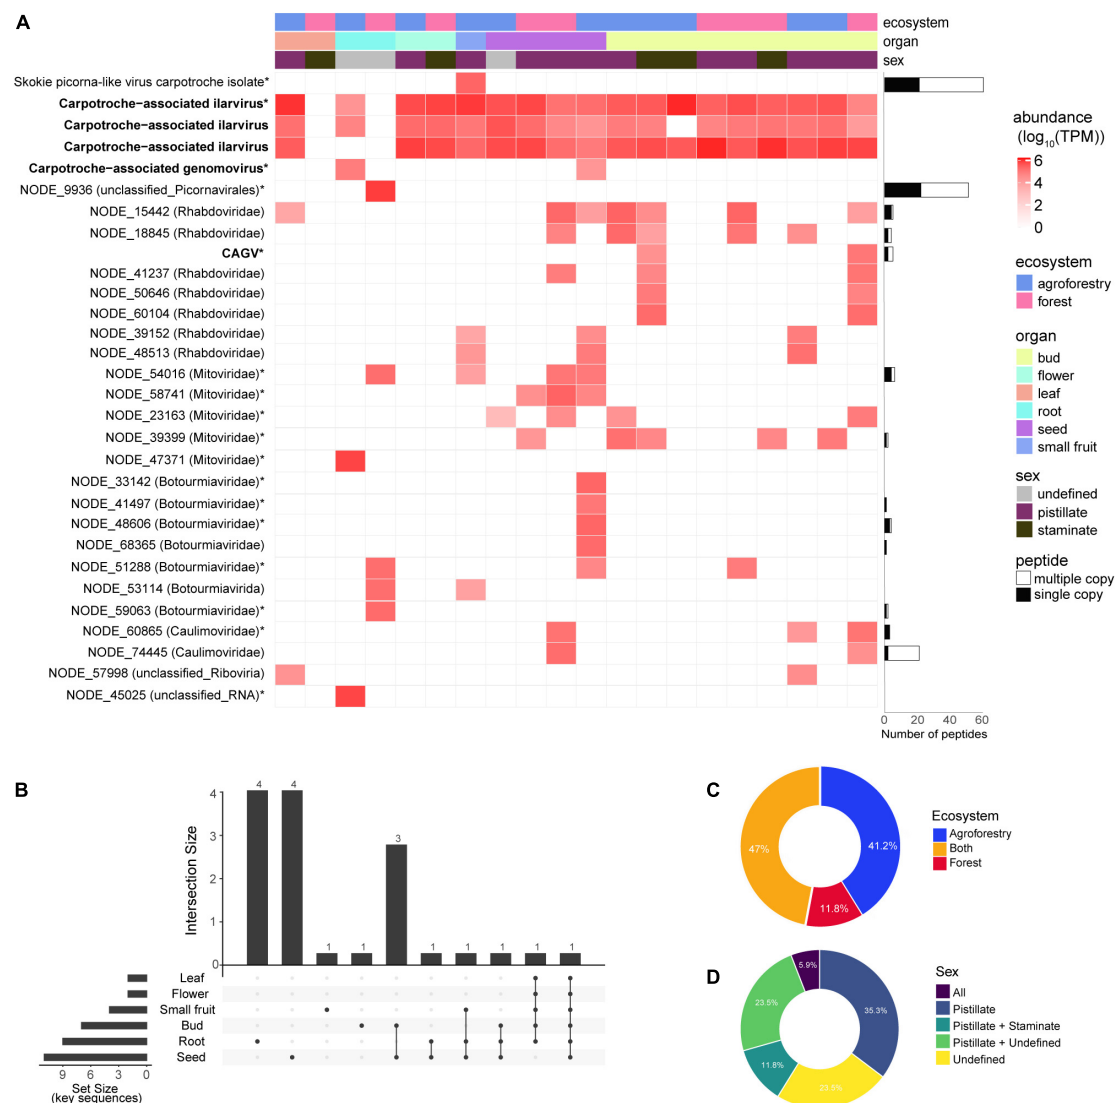 A
ecosystem
organ
sex
Skokie picorna-like virus carpotroche isolate*
Carpotroche−associated ilarvirus*
Carpotroche−associated ilarvirus
Carpotroche−associated ilarvirus
Carpotroche−associated genomovirus*
NODE_9936 (unclassified_Picornavirales)*
NODE_15442 (Rhabdoviridae)
NODE_18845 (Rhabdoviridae)
CAGV*
NODE_41237 (Rhabdoviridae)
NODE_50646 (Rhabdoviridae)
NODE_60104 (Rhabdoviridae)
NODE_39152 (Rhabdoviridae)
NODE_48513 (Rhabdoviridae)
NODE_54016 (Mitoviridae)*
NODE_58741 (Mitoviridae)*
NODE_23163 (Mitoviridae)*
NODE_39399 (Mitoviridae)*
NODE_47371 (Mitoviridae)*
NODE_33142 (Botourmiaviridae)*
NODE_41497 (Botourmiaviridae)*
NODE_48606 (Botourmiaviridae)*
NODE_68365 (Botourmiaviridae)
NODE_51288 (Botourmiaviridae)*
NODE_53114 (Botourmiavirida)
NODE_59063 (Botourmiaviridae)*
NODE_60865 (Caulimoviridae)*
NODE_74445 (Caulimoviridae)
NODE_57998 (unclassified_Riboviria)
NODE_45025 (unclassified_RNA)*
0 20 40 60
Number of peptides
abundance
(log10(TPM))
6
4
2
0
ecosystem
agroforestry
forest
organ
bud
flower
leaf
root
seed
small fruit
sex
undefined
pistillate
staminate
peptide
multiple copy
single copy
B
Intersection Size
4
3
2
1
0
4 4 1 1 3 1 1 1 1 1
Leaf
Flower
Small fruit
Bud
Root
Seed
9 6 3 0
Set Size
(key sequences)
C
47%
41.2%
11.8%
Ecosystem
Agroforestry
Both
Forest
D
5.9%
35.3%
23.5%
11.8%
23.5%
Sex
All
Pistillate
Pistillate + Staminate
Pistillate + Undefined
Undefined